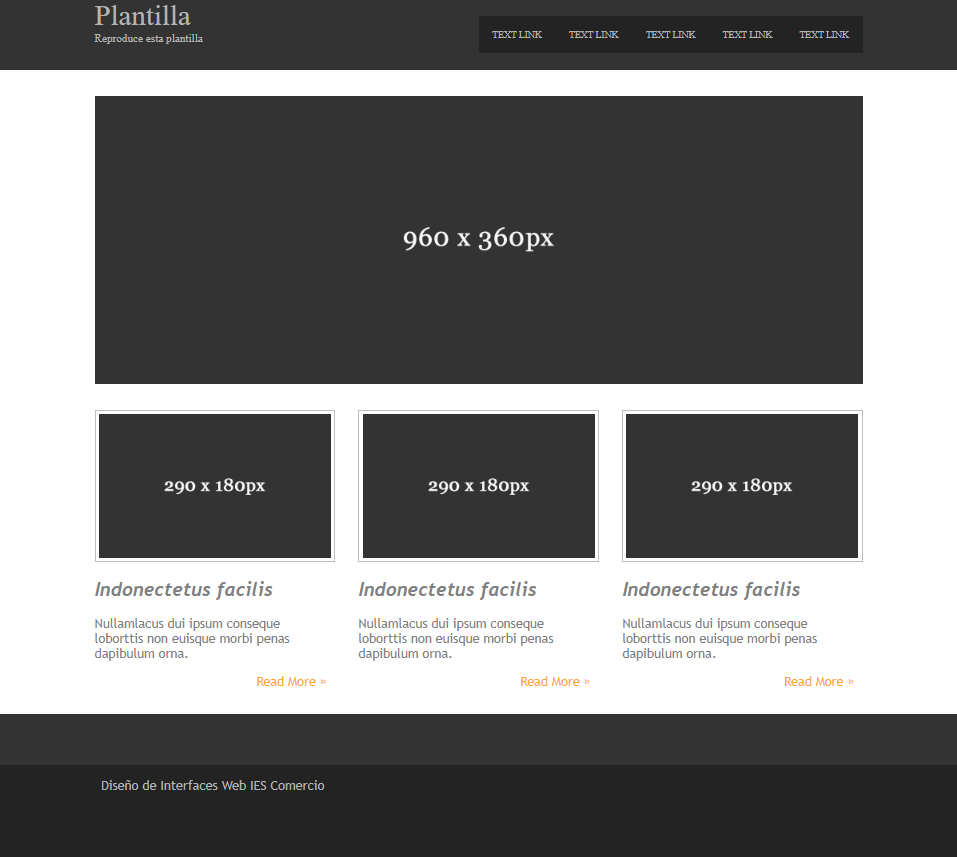 Plantilla
Reproduce esta plantilla
TEXT LINK TEXT LINK TEXT LINK TEXT LINK TEXT LINK
960 x 360px
290 x 180px
290 x 180px
290 x 180px
Indonectetus facilis
Nullamlacus dui ipsum conseque
loborttis non euisque morbi penas
dapibulum orna.
Read More »
Indonectetus facilis
Nullamlacus dui ipsum conseque
loborttis non euisque morbi penas
dapibulum orna.
Read More »
Indonectetus facilis
Nullamlacus dui ipsum conseque
loborttis non euisque morbi penas
dapibulum orna.
Read More »
Diseño de Interfaces Web IES Comercio